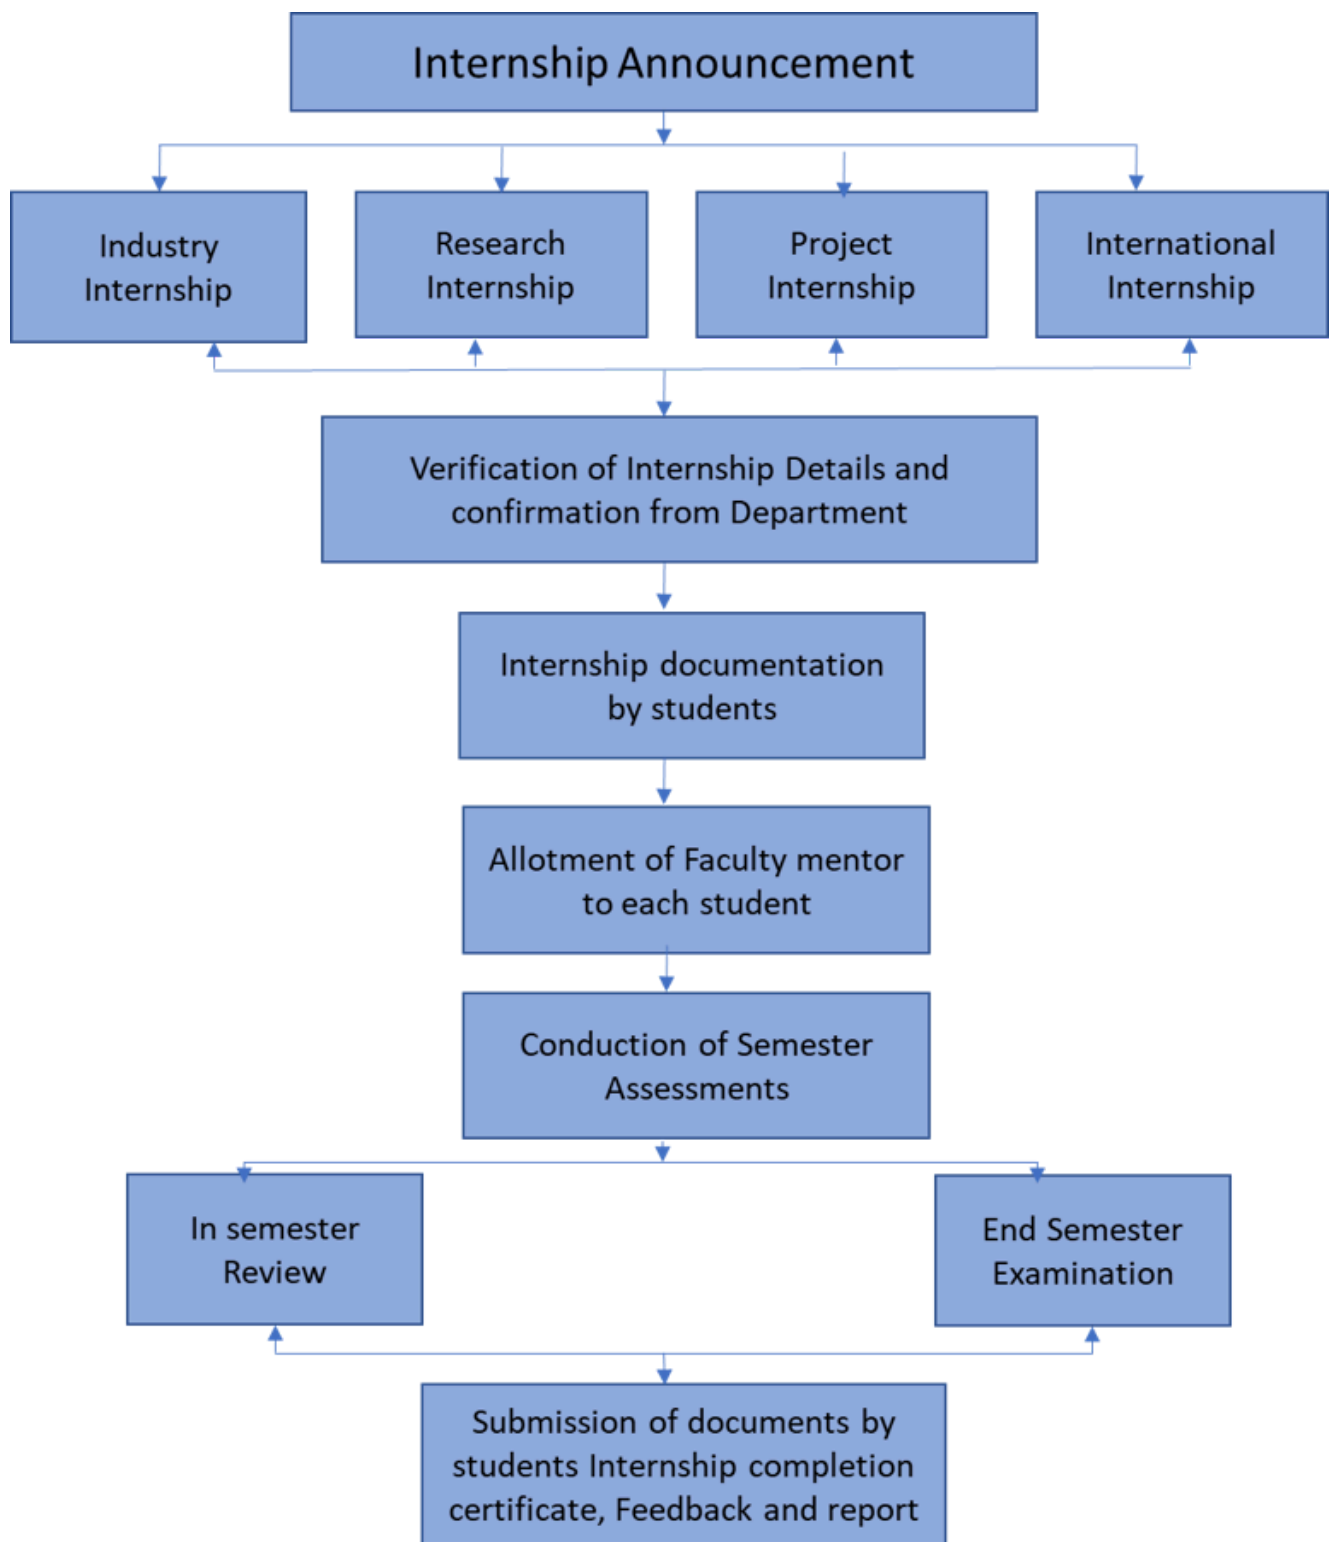 Internship Announcement
Industry
Internship
Research
Internship
Project
Internship
International
Internship
Verification of Internship Details and
confirmation from Department
Internship documentation
by students
Allotment of Faculty mentor
to each student
Conduction of Semester
Assessments
In semester
Review
End Semester
Examination
Submission of documents by
students Internship completion
certificate, Feedback and report